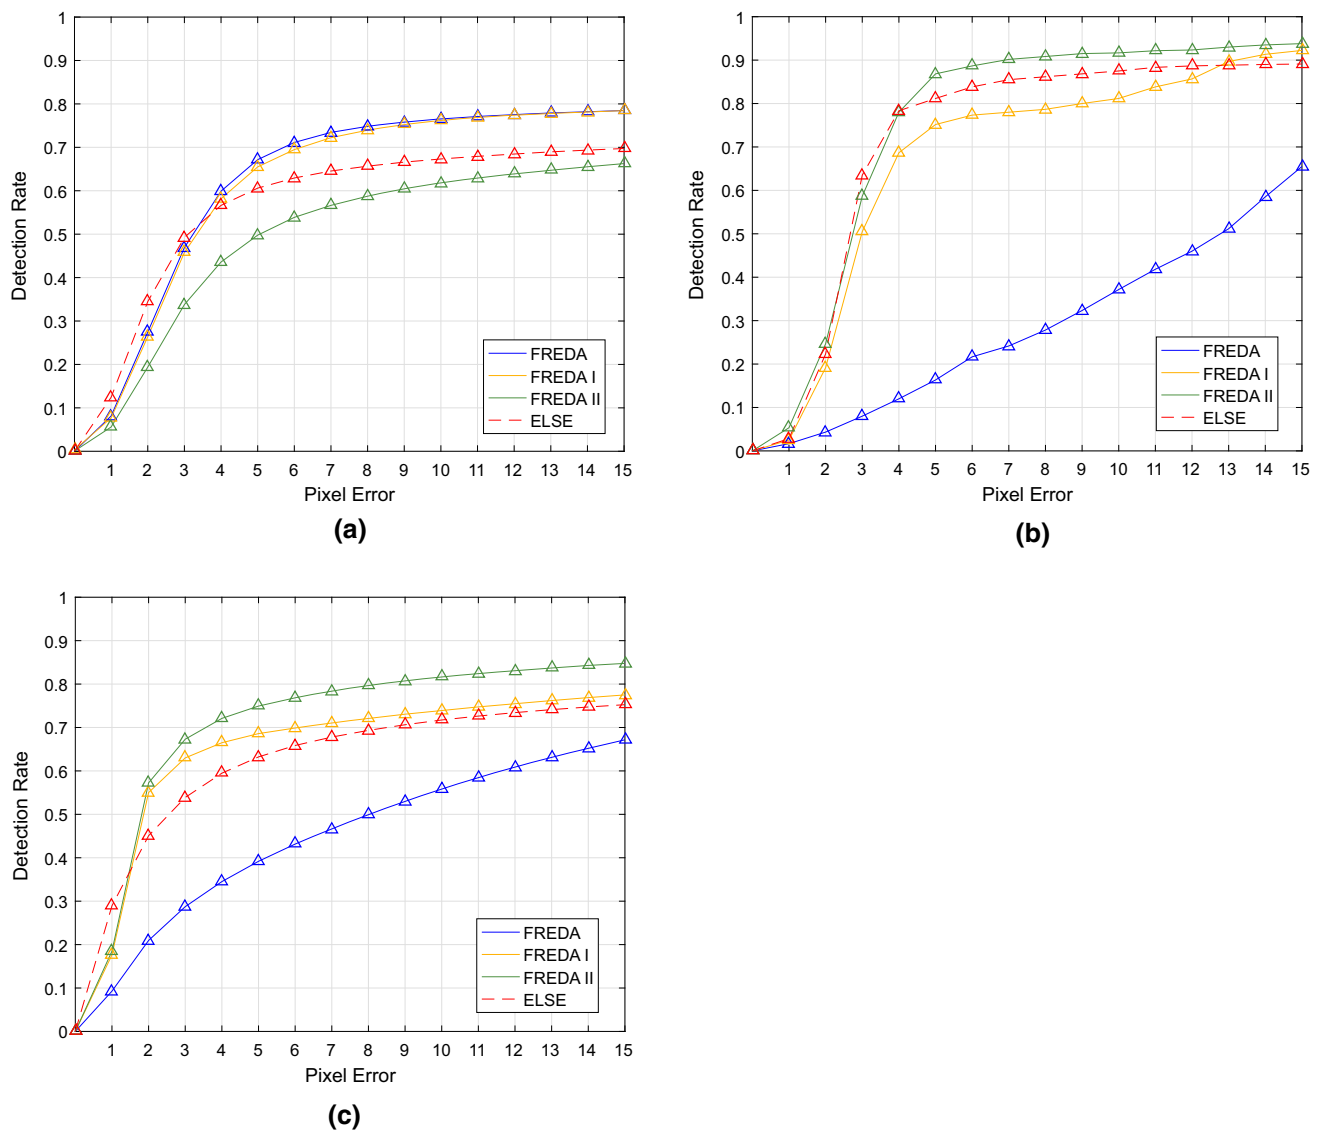 1
0.9
0.8
0.7
0.6
0.5
0.4
0.3
0.2
0.1
0
Detection Rate
FREDA
FREDA I
FREDA II
ELSE
1 2 3 4 5 6 7 8 9 10 11 12 13 14 15
Pixel Error
(a)
1
0.9
0.8
0.7
0.6
0.5
0.4
0.3
0.2
0.1
0
Detection Rate
FREDA
FREDA I
FREDA II
ELSE
1 2 3 4 5 6 7 8 9 10 11 12 13 14 15
Pixel Error
(b)
1
0.9
0.8
0.7
0.6
0.5
0.4
0.3
0.2
0.1
0
Detection Rate
FREDA
FREDA I
FREDA II
ELSE
1 2 3 4 5 6 7 8 9 10 11 12 13 14 15
Pixel Error
(c)